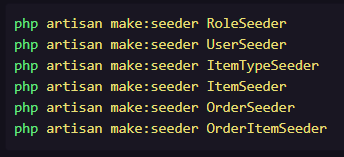 php artisan make:seeder RoleSeeder
php artisan make:seeder UserSeeder
php artisan make:seeder ItemTypeSeeder
php artisan make:seeder ItemSeeder
php artisan make:seeder OrderSeeder
php artisan make:seeder OrderItemSeeder